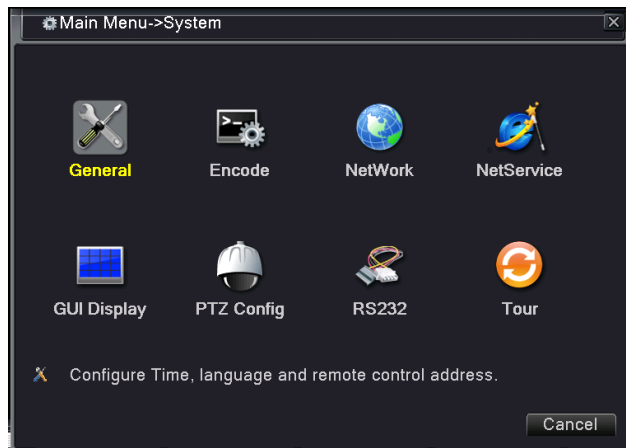 Main Menu->System
General Encode NetWork NetService
GUI Display PTZ Config RS232 Tour
Configure Time, language and remote control address.
Cancel